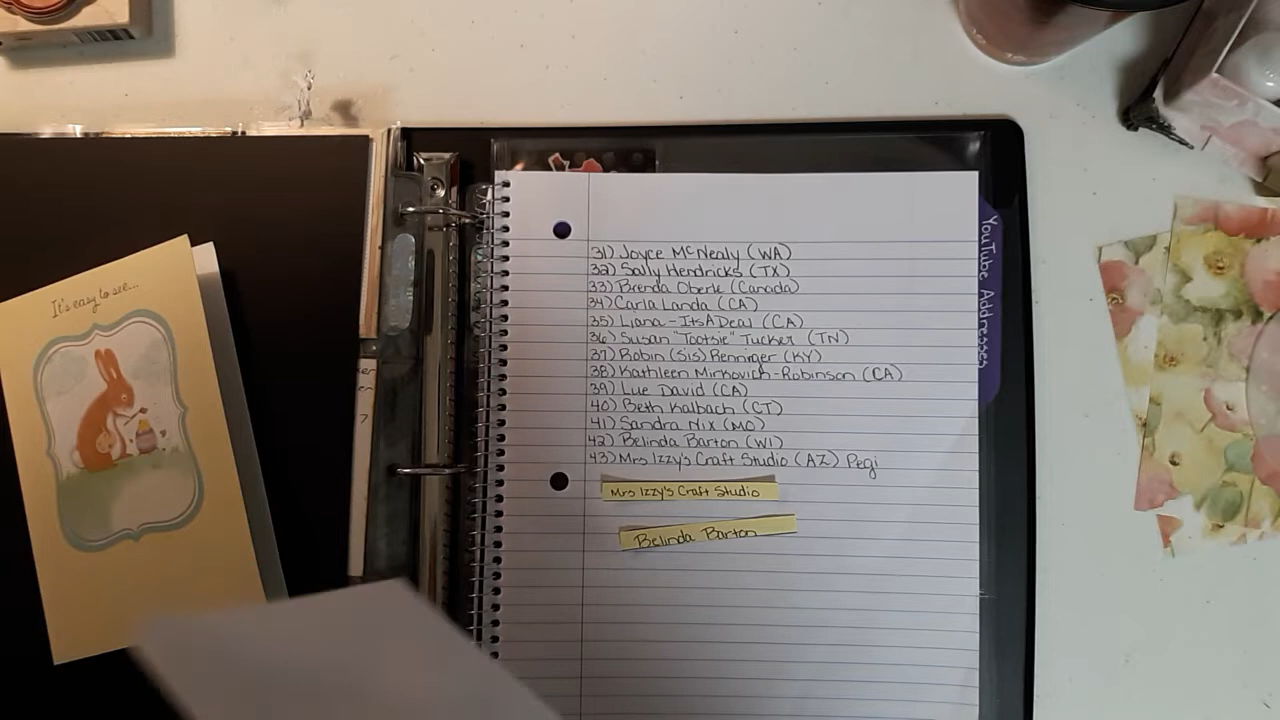 It's easy to see...
31) Joyce McNealy (WA)
32) Sally Hendricks (TX)
33) Brenda Oberle (Canada)
34) Carla Landa (CA)
35) Liana - ItsADeal (CA)
36) Susan "Tootsie" Tucker (TN)
37) Robin (Sis) Renninger (KY)
38) Kathleen Mirkovich-Robinson (CA)
39) Lue David (CA)
40) Beth Kalbach (CT)
41) Sandra Nix (MO)
42) Belinda Barton (WI)
43) Mrs Izzy's Craft Studio (AZ) Pegi
Mrs Izzy's Craft Studio
Belinda Barton
YouTube Addresses
7